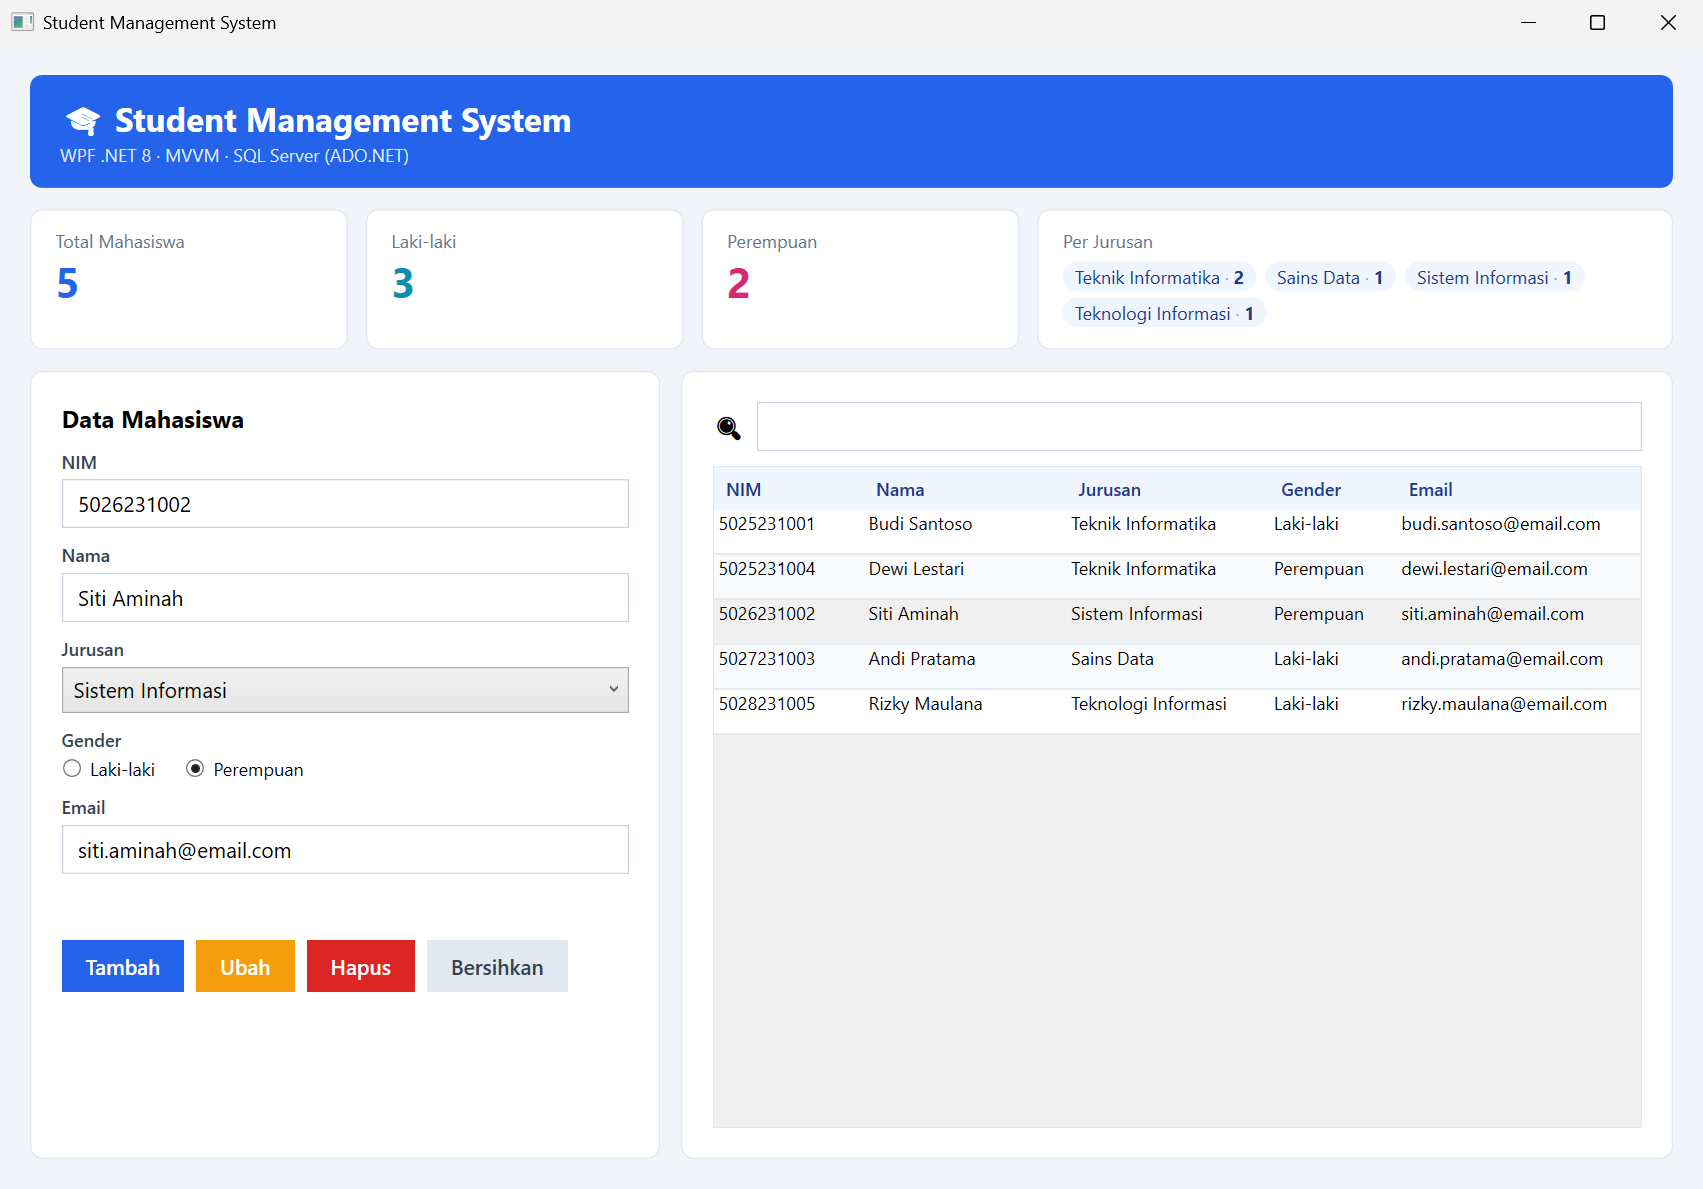 Student Management System
Student Management System
WPF .NET 8 · MVVM · SQL Server (ADO.NET)
Total Mahasiswa
5
Laki-laki
3
Perempuan
2
Per Jurusan
Teknik Informatika · 2
Sains Data · 1
Sistem Informasi · 1
Teknologi Informasi · 1
Data Mahasiswa
NIM
5026231002
Nama
Siti Aminah
Jurusan
Sistem Informasi
Gender
Laki-laki
Perempuan
Email
siti.aminah@email.com
Tambah
Ubah
Hapus
Bersihkan
NIM Nama Jurusan Gender Email
5025231001 Budi Santoso Teknik Informatika Laki-laki budi.santoso@email.com
5025231004 Dewi Lestari Teknik Informatika Perempuan dewi.lestari@email.com
5026231002 Siti Aminah Sistem Informasi Perempuan siti.aminah@email.com
5027231003 Andi Pratama Sains Data Laki-laki andi.pratama@email.com
5028231005 Rizky Maulana Teknologi Informasi Laki-laki rizky.maulana@email.com